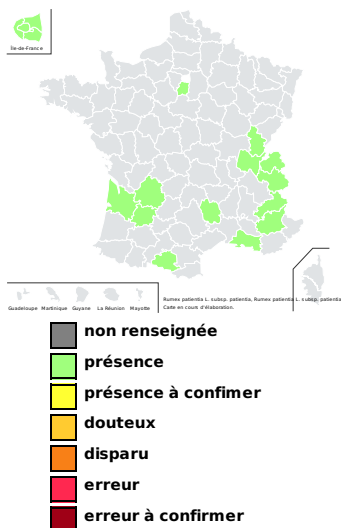 Île-de-France
Guadeloupe Martinique Guyane La Réunion Mayotte
Rumex patientia L. subsp. patientia, Rumex patientia L. subsp. patientia
Carte en cours d'élaboration.
non renseignée
présence
présence à confimer
douteux
disparu
erreur
erreur à confirmer